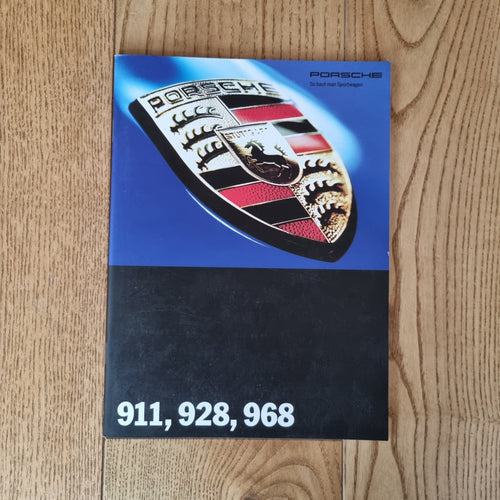 PORSCHE
So baut man Sportwagen
PORSCHE
STUTTGART
911, 928, 968